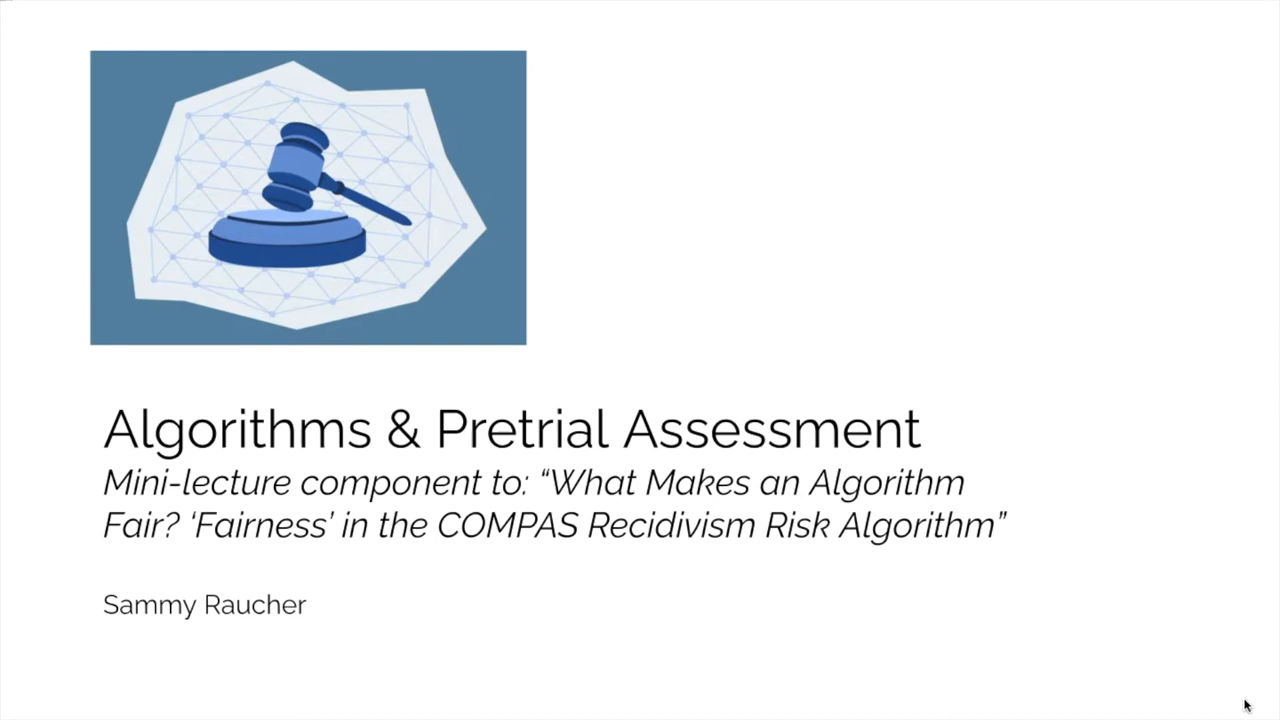 Algorithms & Pretrial Assessment
Mini-lecture component to: “What Makes an Algorithm
Fair? ‘Fairness’ in the COMPAS Recidivism Risk Algorithm”
Sammy Raucher